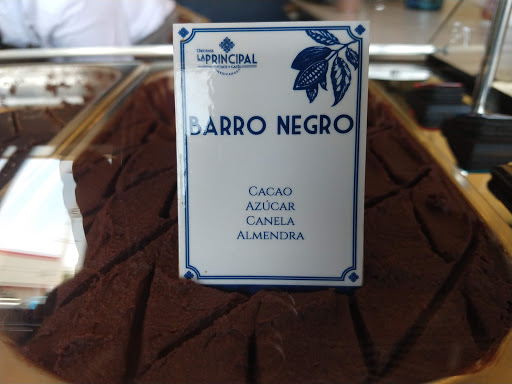 LA PRINCIPAL
BARRO NEGRO
CACAO
AZÚCAR
CANELA
ALMENDRA